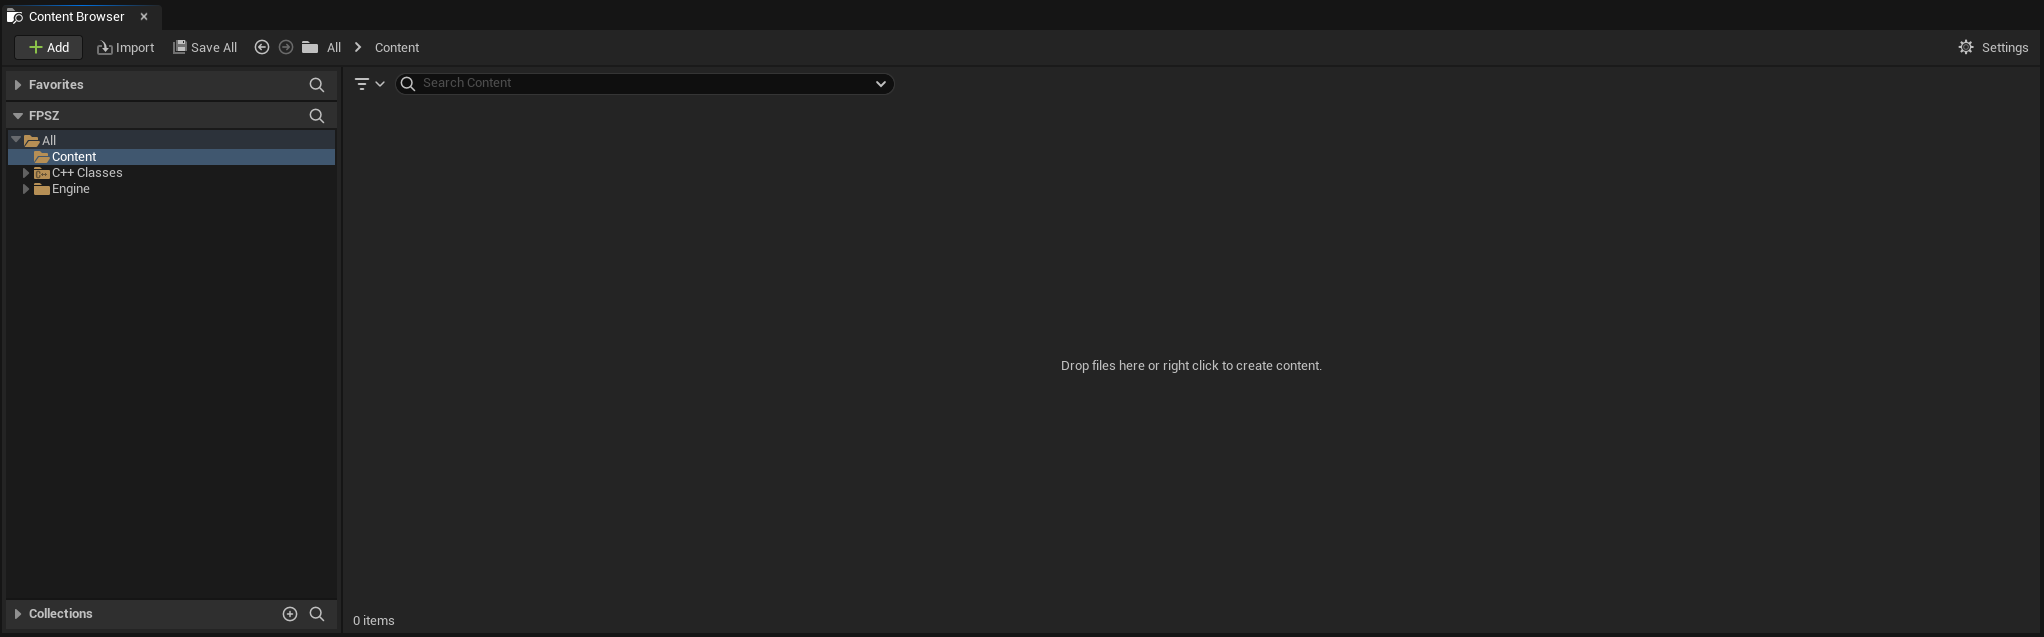 Content Browser
Add Import Save All All Content Settings
Favorites
Search Content
FPSZ
All
Content
C++ Classes
Engine
Drop files here or right click to create content.
Collections
0 items